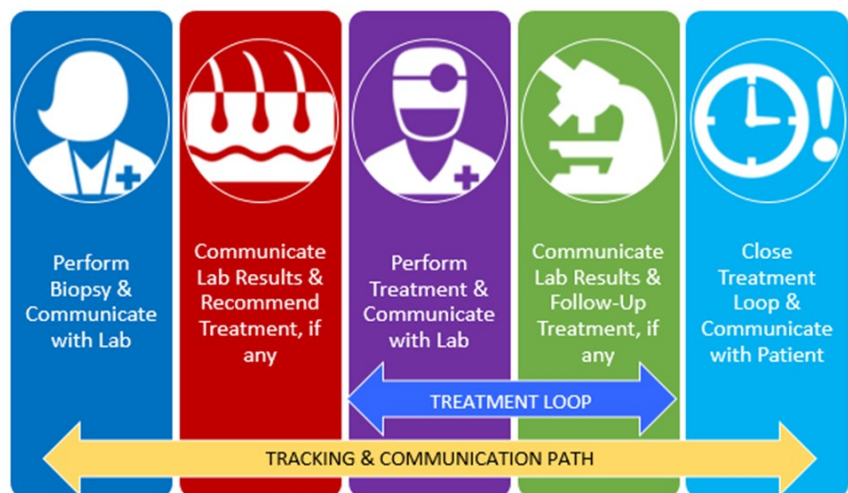 Perform
Biopsy &
Communicate
with Lab
Communicate
Lab Results &
Recommend
Treatment, if
any
Perform
Treatment &
Communicate
with Lab
Communicate
Lab Results &
Follow-Up
Treatment, if
any
Close
Treatment
Loop &
Communicate
with Patient
TREATMENT LOOP
TRACKING & COMMUNICATION PATH